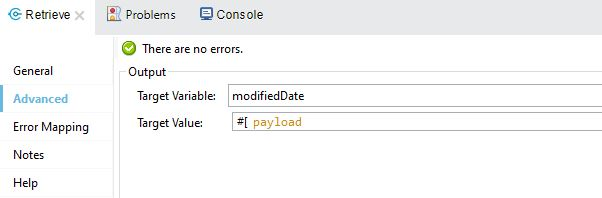 Retrieve Problems Console
There are no errors.
General
Output
Advanced
Target Variable: modifiedDate
Target Value: #[ payload
Error Mapping
Notes
Help